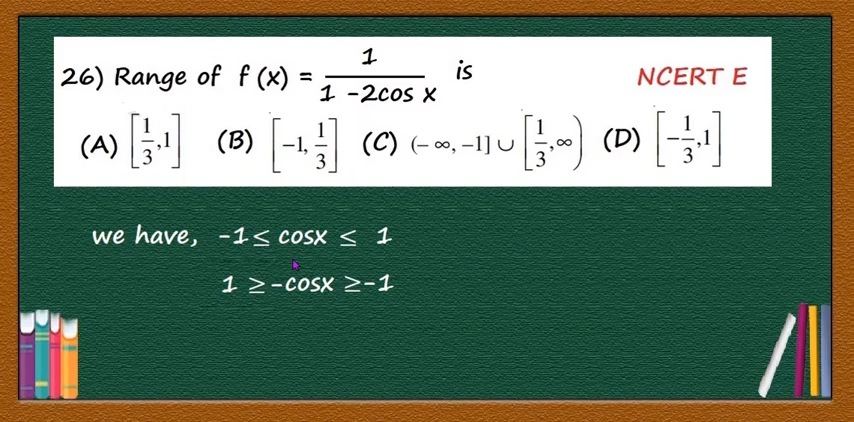 26) Range of f (x) = 1 / 1 -2cos x is NCERT E
(A) [1/3, 1] (B) [-1, 1/3] (C) (- ∞, -1] ∪ [1/3, ∞) (D) [-1/3, 1]
we have, -1 ≤ cosx ≤ 1
1 ≥ -cosx ≥ -1